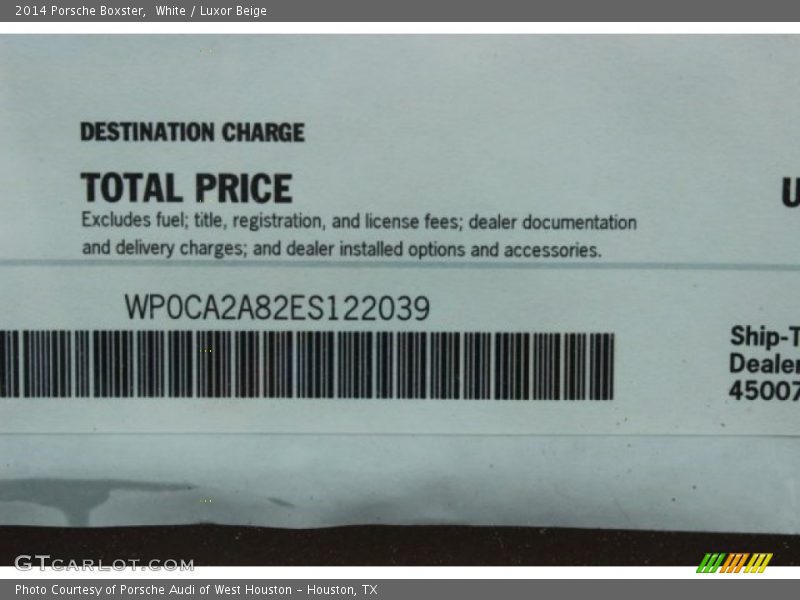 2014 Porsche Boxster,  White / Luxor Beige
DESTINATION CHARGE
TOTAL PRICE
Excludes fuel; title, registration, and license fees; dealer documentation
and delivery charges; and dealer installed options and accessories.
WP0CA2A82ES122039
Ship-T
Dealer
45007
GTCARLOT.COM
Photo Courtesy of Porsche Audi of West Houston - Houston, TX